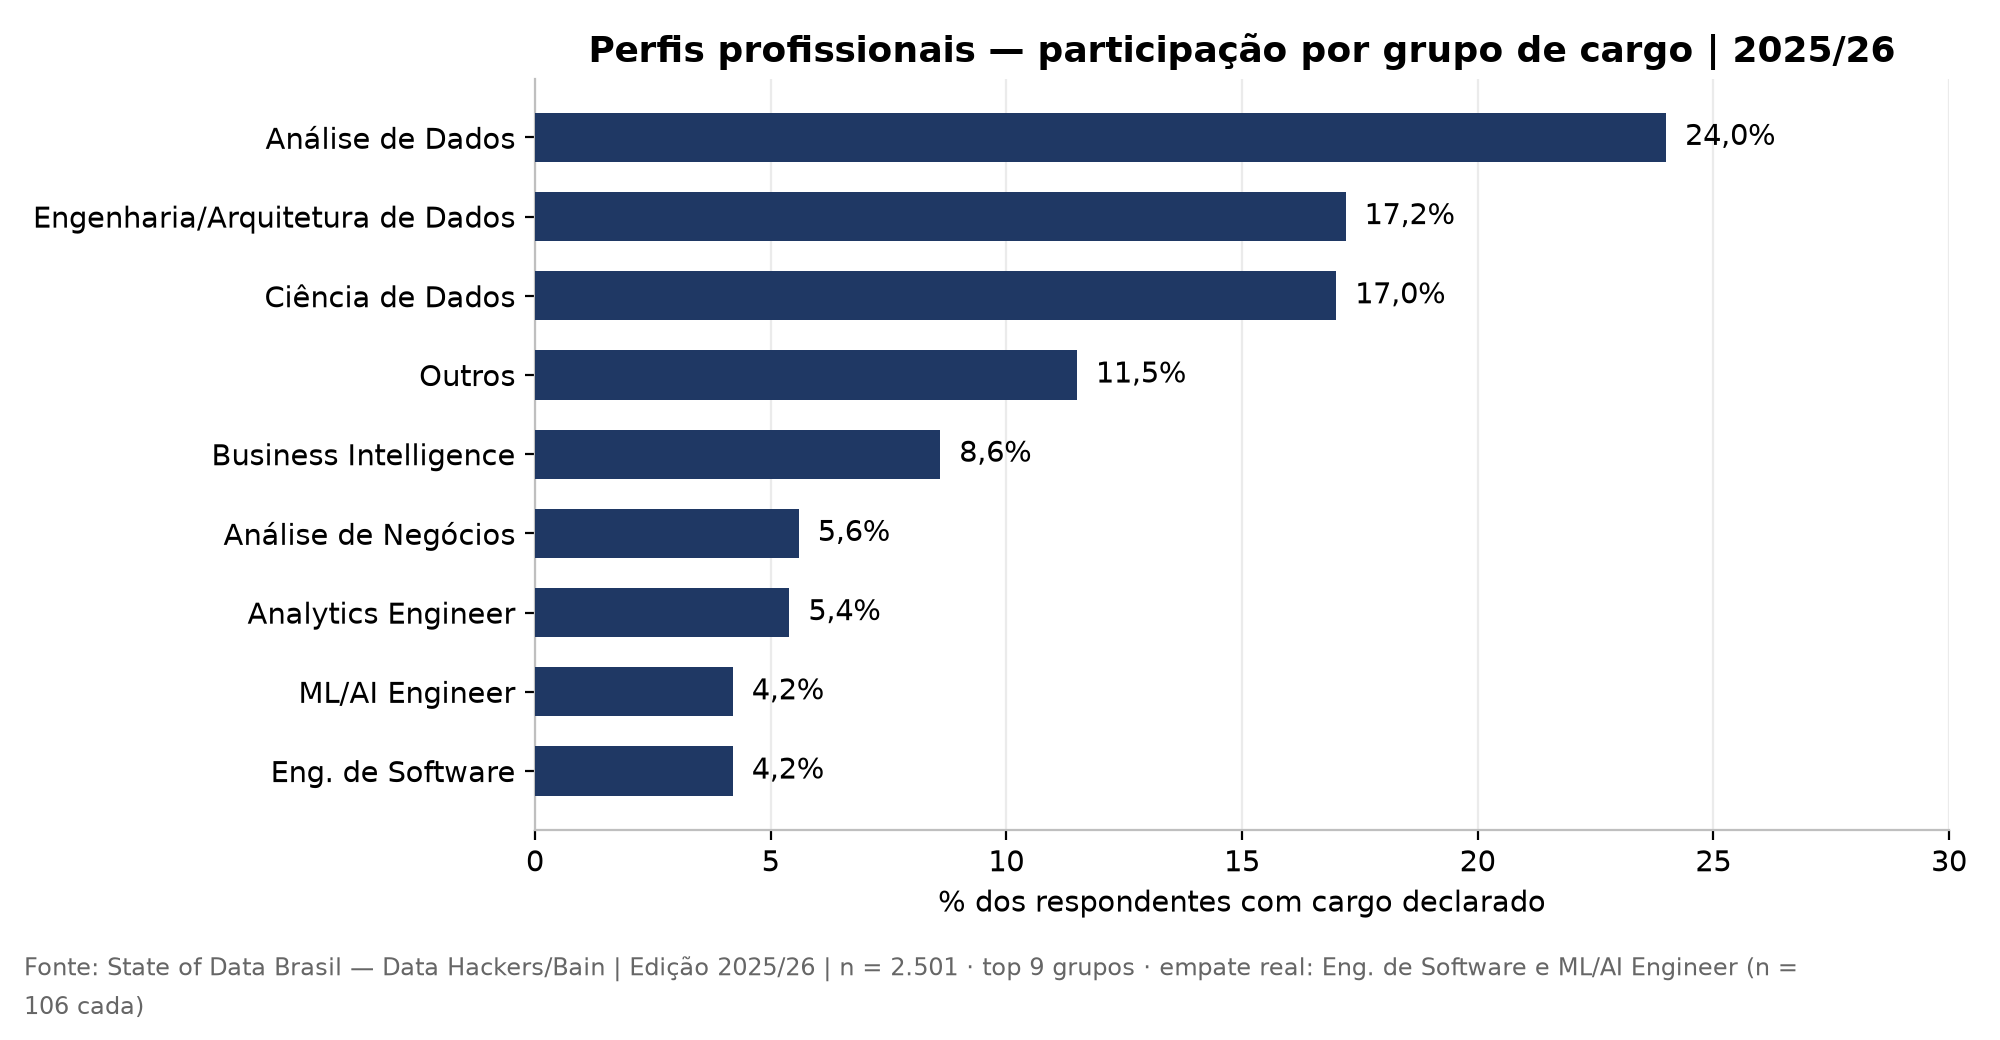 Perfis profissionais — participação por grupo de cargo | 2025/26
Análise de Dados 24,0%
Engenharia/Arquitetura de Dados 17,2%
Ciência de Dados 17,0%
Outros 11,5%
Business Intelligence 8,6%
Análise de Negócios 5,6%
Analytics Engineer 5,4%
ML/AI Engineer 4,2%
Eng. de Software 4,2%
0 5 10 15 20 25 30
% dos respondentes com cargo declarado
Fonte: State of Data Brasil — Data Hackers/Bain | Edição 2025/26 | n = 2.501 · top 9 grupos · empate real: Eng. de Software e ML/AI Engineer (n =
106 cada)